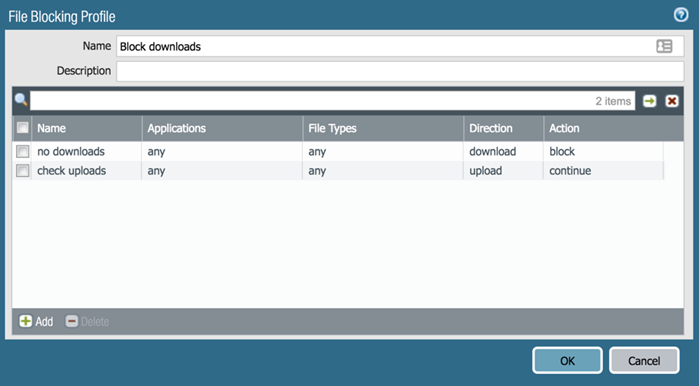 File Blocking Profile
Name Block downloads
Description
2 items
Name Applications File Types Direction Action
no downloads any any download block
check uploads any any upload continue
Add Delete
OK Cancel